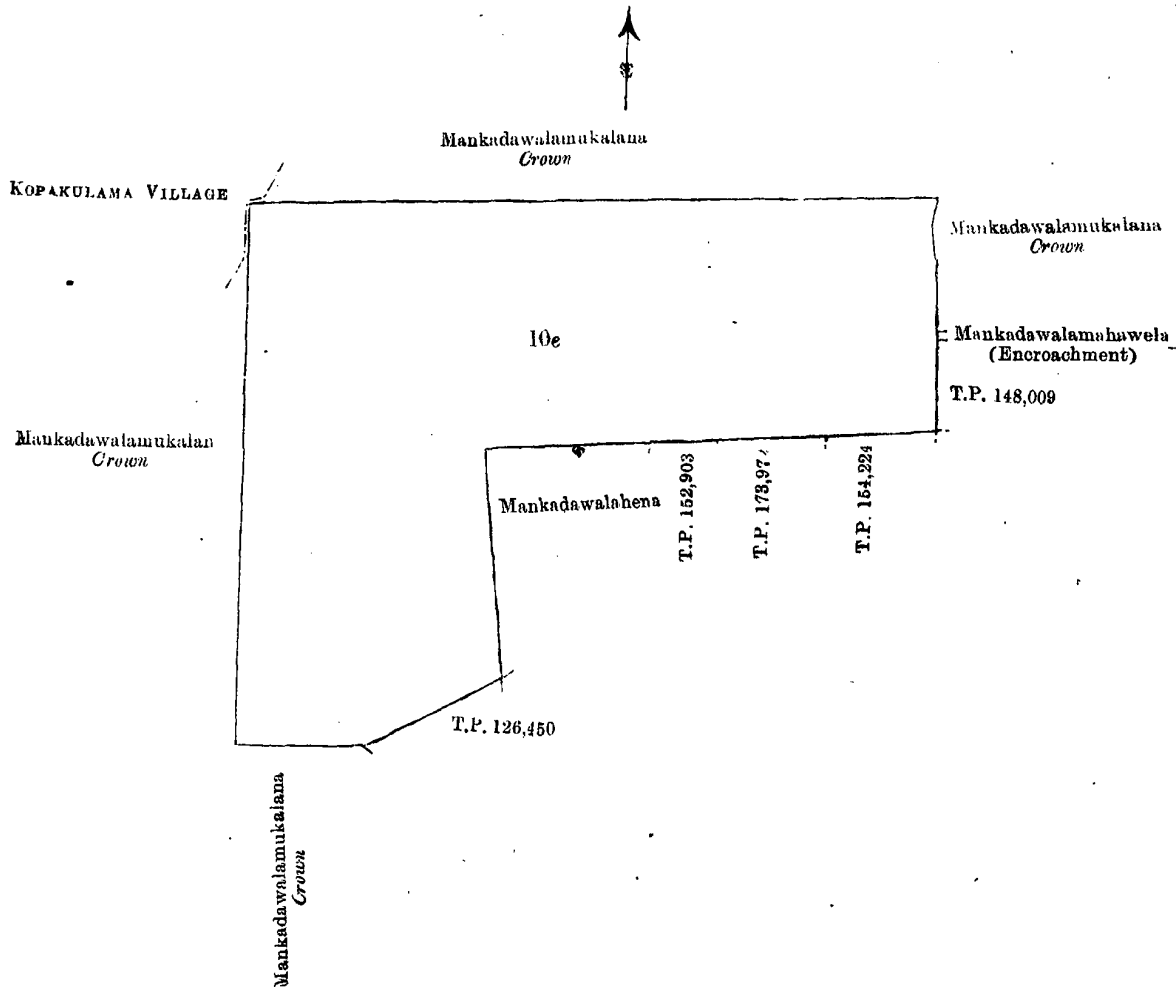 Mankadawalamukalana
Crown
KOPAKULAMA VILLAGE
Mankadawalamukalana
Crown
10e
Mankadawalamahawela
(Encroachment)
T.P. 148,009
Mankadawalamukalan
Crown
Mankadawalahena
T.P. 152,903
T.P.
T.P. 154,224
T.P. 126,450
Mankadawalamukalana
Crown